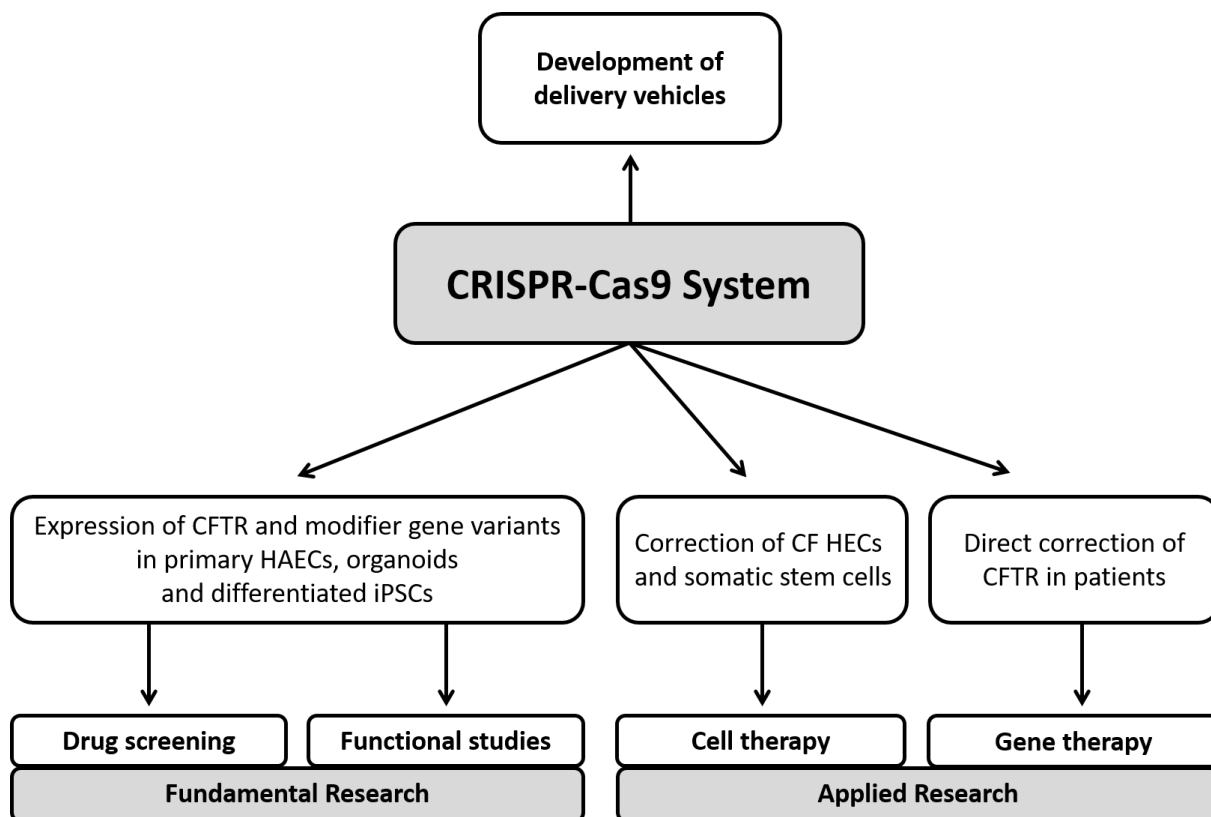 Development of
delivery vehicles
CRISPR-Cas9 System
Expression of CFTR and modifier gene variants
in primary HAECs, organoids
and differentiated iPSCs
Correction of CF HECs
and somatic stem cells
Direct correction of
CFTR in patients
Drug screening
Functional studies
Cell therapy
Gene therapy
Fundamental Research
Applied Research